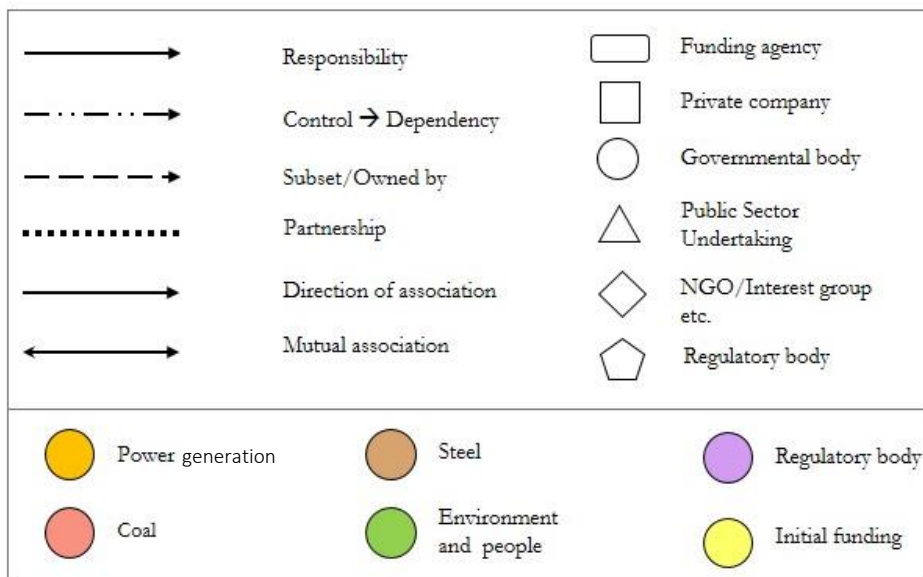 Responsibility
Control → Dependency
Subset/Owned by
Partnership
Direction of association
Mutual association
Funding agency
Private company
Governmental body
Public Sector
Undertaking
NGO/Interest group
etc.
Regulatory body
Power generation
Steel
Regulatory body
Coal
Environment
and people
Initial funding